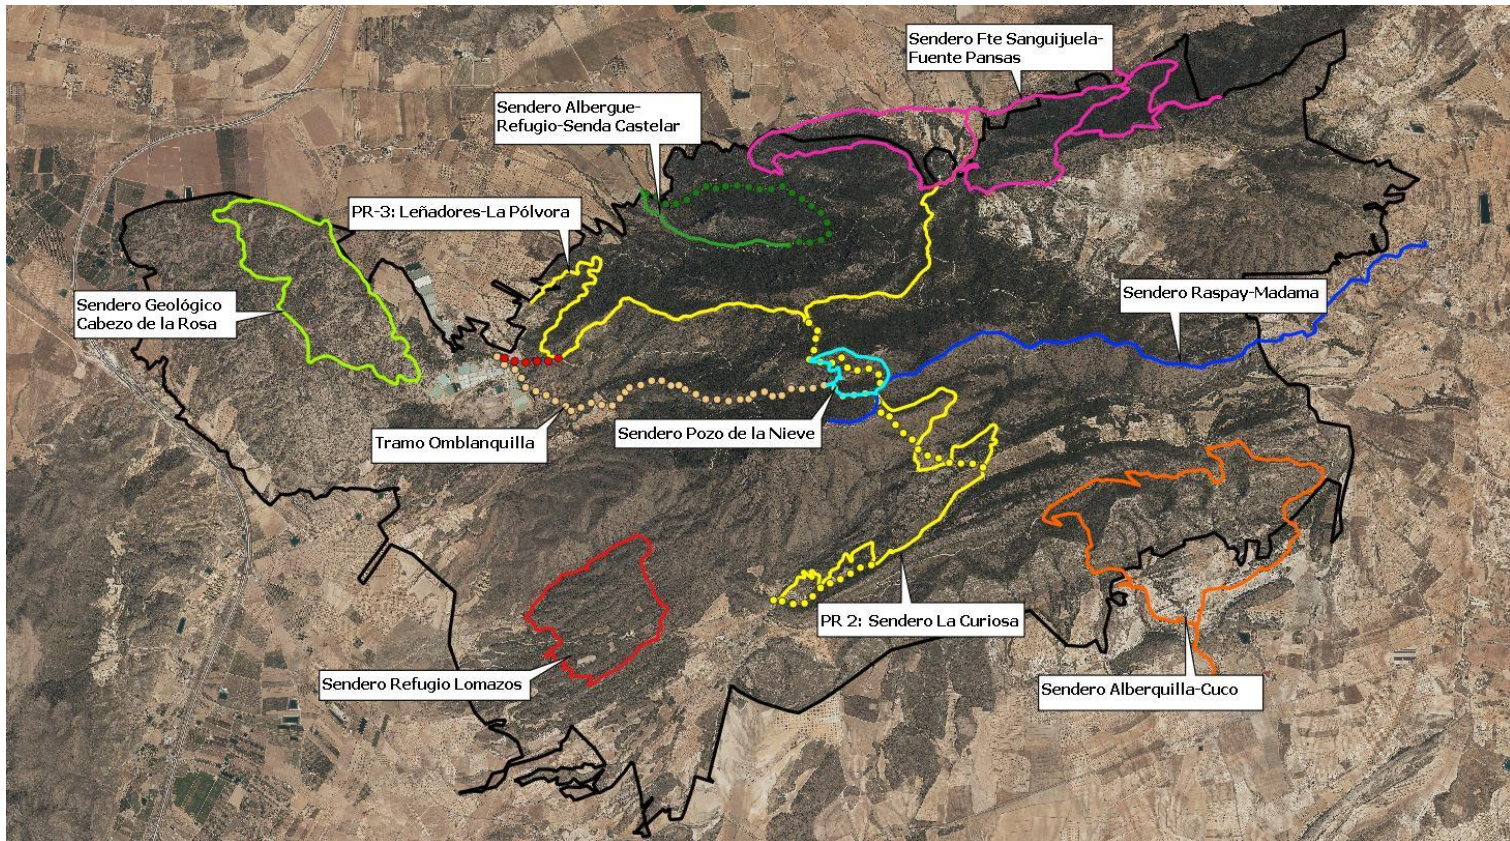 Sendero Fte Sanguijuela-
Fuente Pansas
Sendero Albergue-
Refugio-Senda Castelar
PR-3: Leñadores-La Pólvora
Sendero Geológico
Cabezo de la Rosa
Sendero Raspay-Madama
Tramo Omblanquilla
Sendero Pozo de la Nieve
PR 2: Sendero La Curiosa
Sendero Refugio Lomazos
Sendero Alberquilla-Cuco